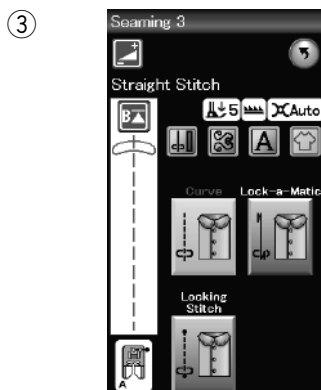 ③
Seaming 3
Straight Stitch
B
5
Auto
A
Curve
Lock-a-Matic
Locking
Stitch
A